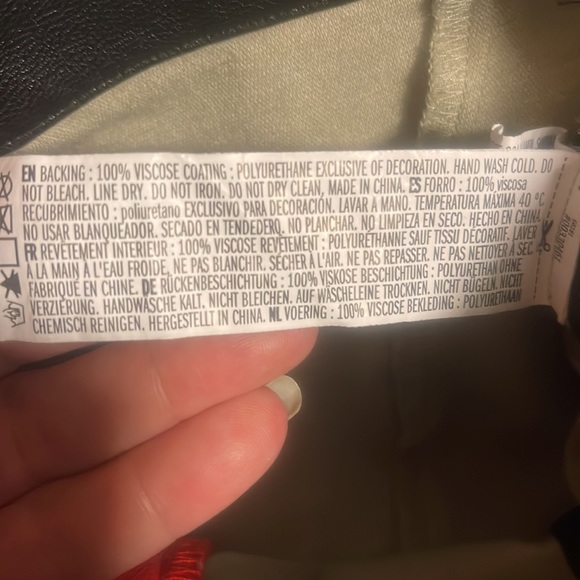 EN BACKING : 100% VISCOSE COATING : POLYURETHANE EXCLUSIVE OF DECORATION. HAND WASH COLD. DO
NOT BLEACH. LINE DRY. DO NOT IRON. DO NOT DRY CLEAN, MADE IN CHINA. ES FORRO : 100% viscosa
RECUBRIMIENTO : poliuretano EXCLUSIVO PARA DECORACIÓN. LAVAR A MANO. TEMPERATURA MÁXIMA 40 °C.
NO USAR BLANQUEADOR. SECADO EN TENDEDERO. NO PLANCHAR. NO LIMPIEZA EN SECO. HECHO EN CHINA.
FR REVÊTEMENT INTERIEUR : 100% VISCOSE REVÊTEMENT : POLYURÉTHANNE SAUF TISSU DÉCORATIF. LAVER
À LA MAIN À L'EAU FROIDE. NE PAS BLANCHIR. SÉCHER À L'AIR. NE PAS REPASSER. NE PAS NETTOYER À SEC.
FABRIQUÉ EN CHINE. DE RÜCKENBESCHICHTUNG : 100% VISKOSE BESCHICHTUNG : POLYURETHAN OHNE
VERZIERUNG. HANDWÄSCHE KALT. NICHT BLEICHEN. AUF WÄSCHELEINE TROCKNEN. NICHT BÜGELN. NICHT
CHEMISCH REINIGEN. HERGESTELLT IN CHINA. NL VOERING : 100% VISCOSE BEKLEDING : POLYURETHAAN